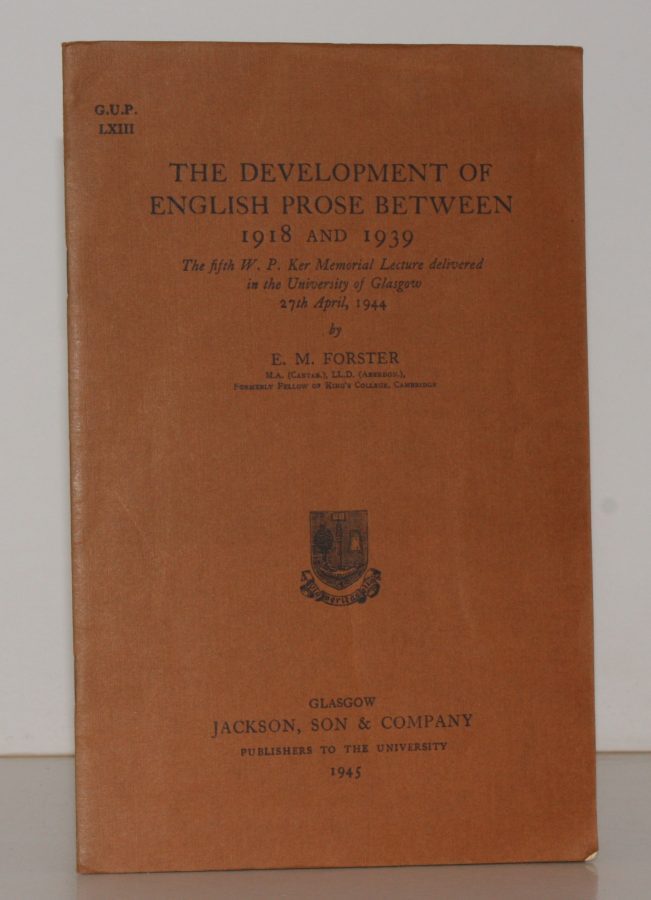 G.U.P.
LXIII
THE DEVELOPMENT OF
ENGLISH PROSE BETWEEN
1918 AND 1939
The fifth W. P. Ker Memorial Lecture delivered
in the University of Glasgow
27th April, 1944
by
E. M. FORSTER
M.A. (Cantab.), LL.D. (Aberdon.),
Formerly Fellow of King's College, Cambridge
Veritas
GLASGOW
JACKSON, SON & COMPANY
PUBLISHERS TO THE UNIVERSITY
1945